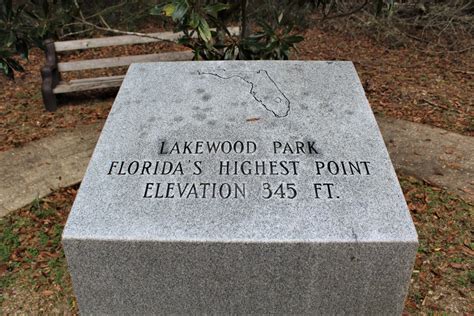 LAKEWOOD PARK
FLORIDA'S HIGHEST POINT
ELEVATION 345 FT.